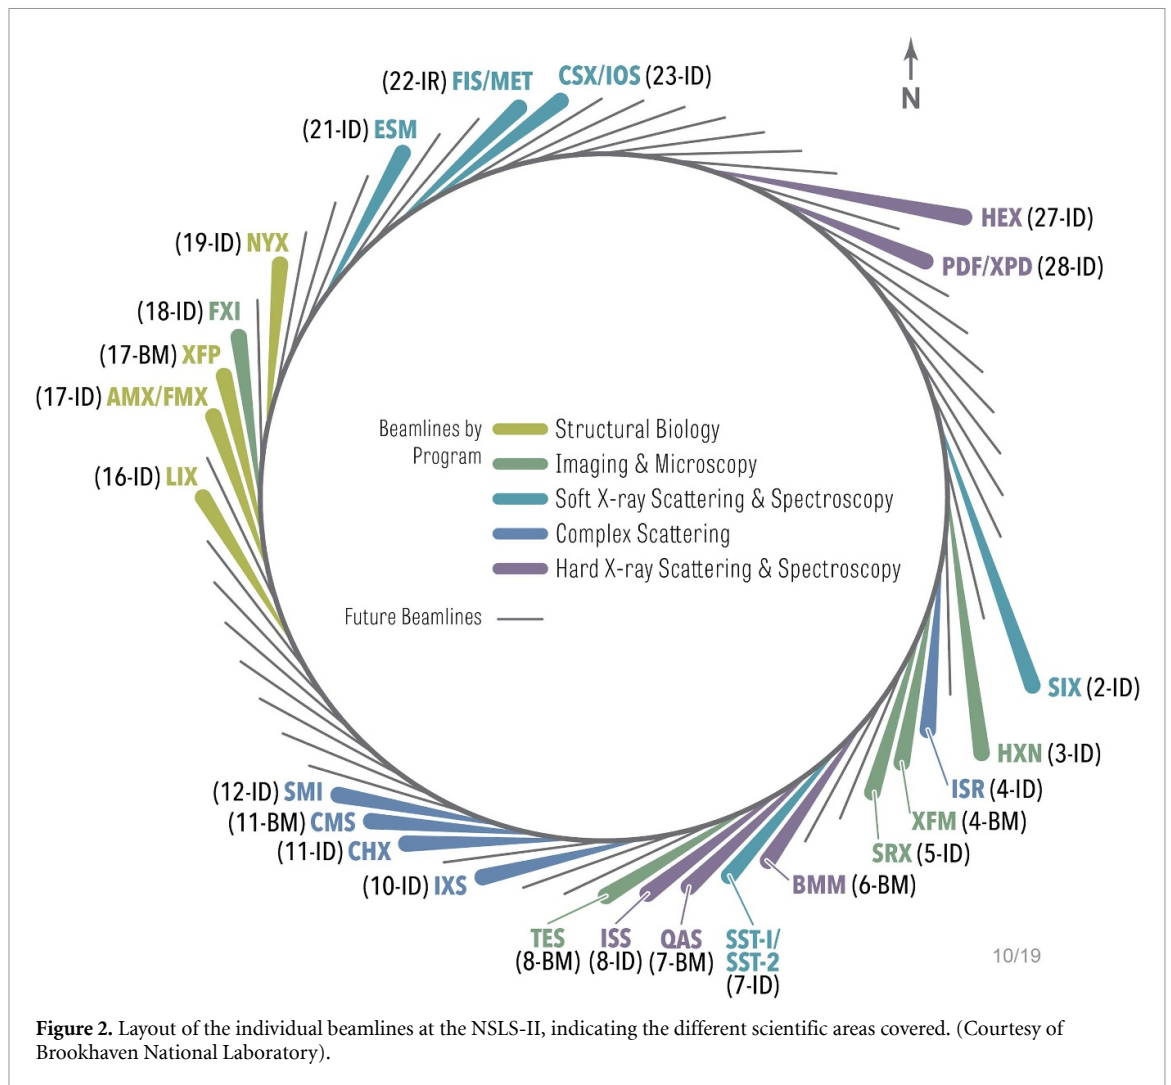 N
(22-IR) FIS/MET
CSX/IOS (23-ID)
(21-ID) ESM
(19-ID) NYX
(18-ID) FXI
(17-BM) XFP
(17-ID) AMX/FMX
(16-ID) LIX
HEX (27-ID)
PDF/XPD (28-ID)
Beamlines by
Program
Structural Biology
Imaging & Microscopy
Soft X-ray Scattering & Spectroscopy
Complex Scattering
Hard X-ray Scattering & Spectroscopy
Future Beamlines
SIX (2-ID)
HXN (3-ID)
ISR (4-ID)
XFM (4-BM)
SRX (5-ID)
BMM (6-BM)
(12-ID) SMI
(11-BM) CMS
(11-ID) CHX
(10-ID) IXS
TES
(8-BM)
ISS
(8-ID)
QAS
(7-BM)
SST-1/
SST-2
(7-ID)
10/19
Figure 2. Layout of the individual beamlines at the NSLS-II, indicating the different scientific areas covered. (Courtesy of
Brookhaven National Laboratory).